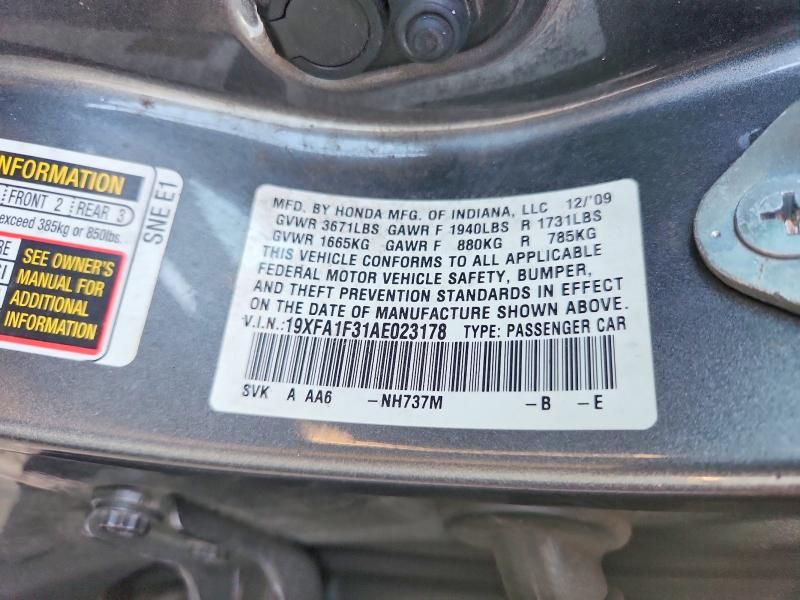 NFORMATION
FRONT 2 REAR 3
exceed 385kg or 850lbs.
SEE OWNER'S
MANUAL FOR
ADDITIONAL
INFORMATION
SNE E1
MFD. BY HONDA MFG. OF INDIANA, LLC 12/'09
GVWR 3671LBS GAWR F 1940LBS R 1731LBS
GVWR 1665KG GAWR F 880KG R 785KG
THIS VEHICLE CONFORMS TO ALL APPLICABLE
FEDERAL MOTOR VEHICLE SAFETY, BUMPER,
AND THEFT PREVENTION STANDARDS IN EFFECT
ON THE DATE OF MANUFACTURE SHOWN ABOVE.
V.I.N.:19XFA1F31AE023178 TYPE: PASSENGER CAR
SVK A AA6 -NH737M -B -E